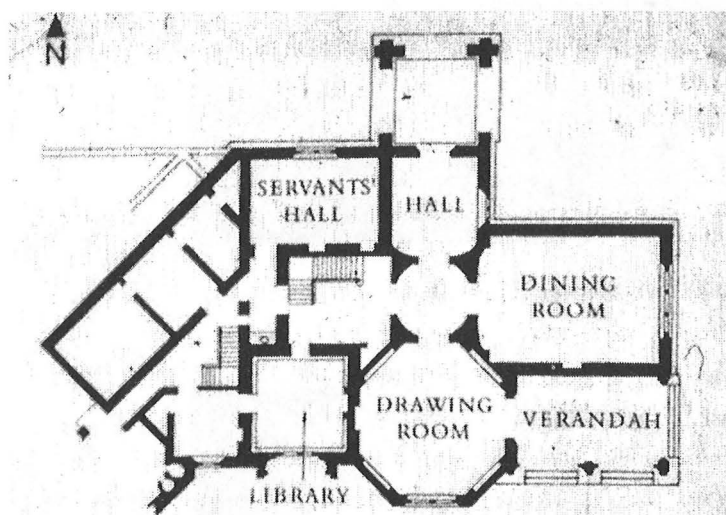 N
SERVANTS'
HALL
HALL
DINING
ROOM
DRAWING
ROOM
VERANDAH
LIBRARY